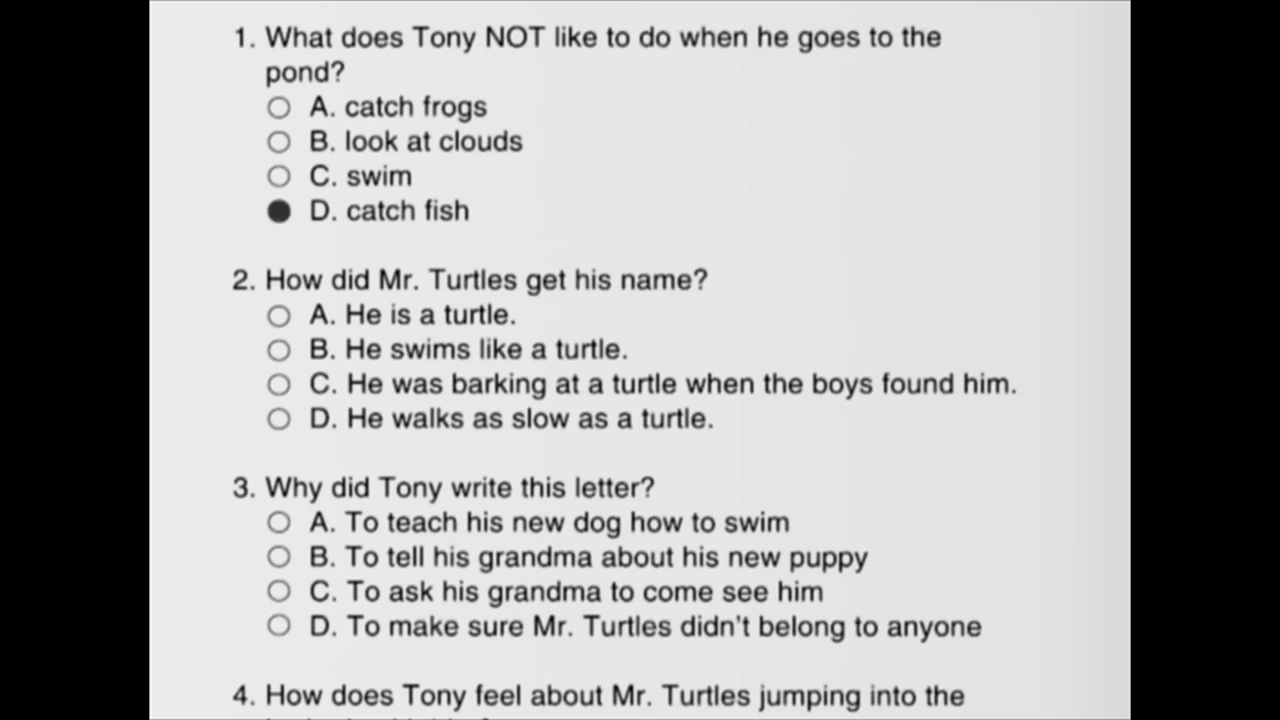 1. What does Tony NOT like to do when he goes to the
pond?
A. catch frogs
B. look at clouds
C. swim
D. catch fish
2. How did Mr. Turtles get his name?
A. He is a turtle.
B. He swims like a turtle.
C. He was barking at a turtle when the boys found him.
D. He walks as slow as a turtle.
3. Why did Tony write this letter?
A. To teach his new dog how to swim
B. To tell his grandma about his new puppy
C. To ask his grandma to come see him
D. To make sure Mr. Turtles didn't belong to anyone
4. How does Tony feel about Mr. Turtles jumping into the